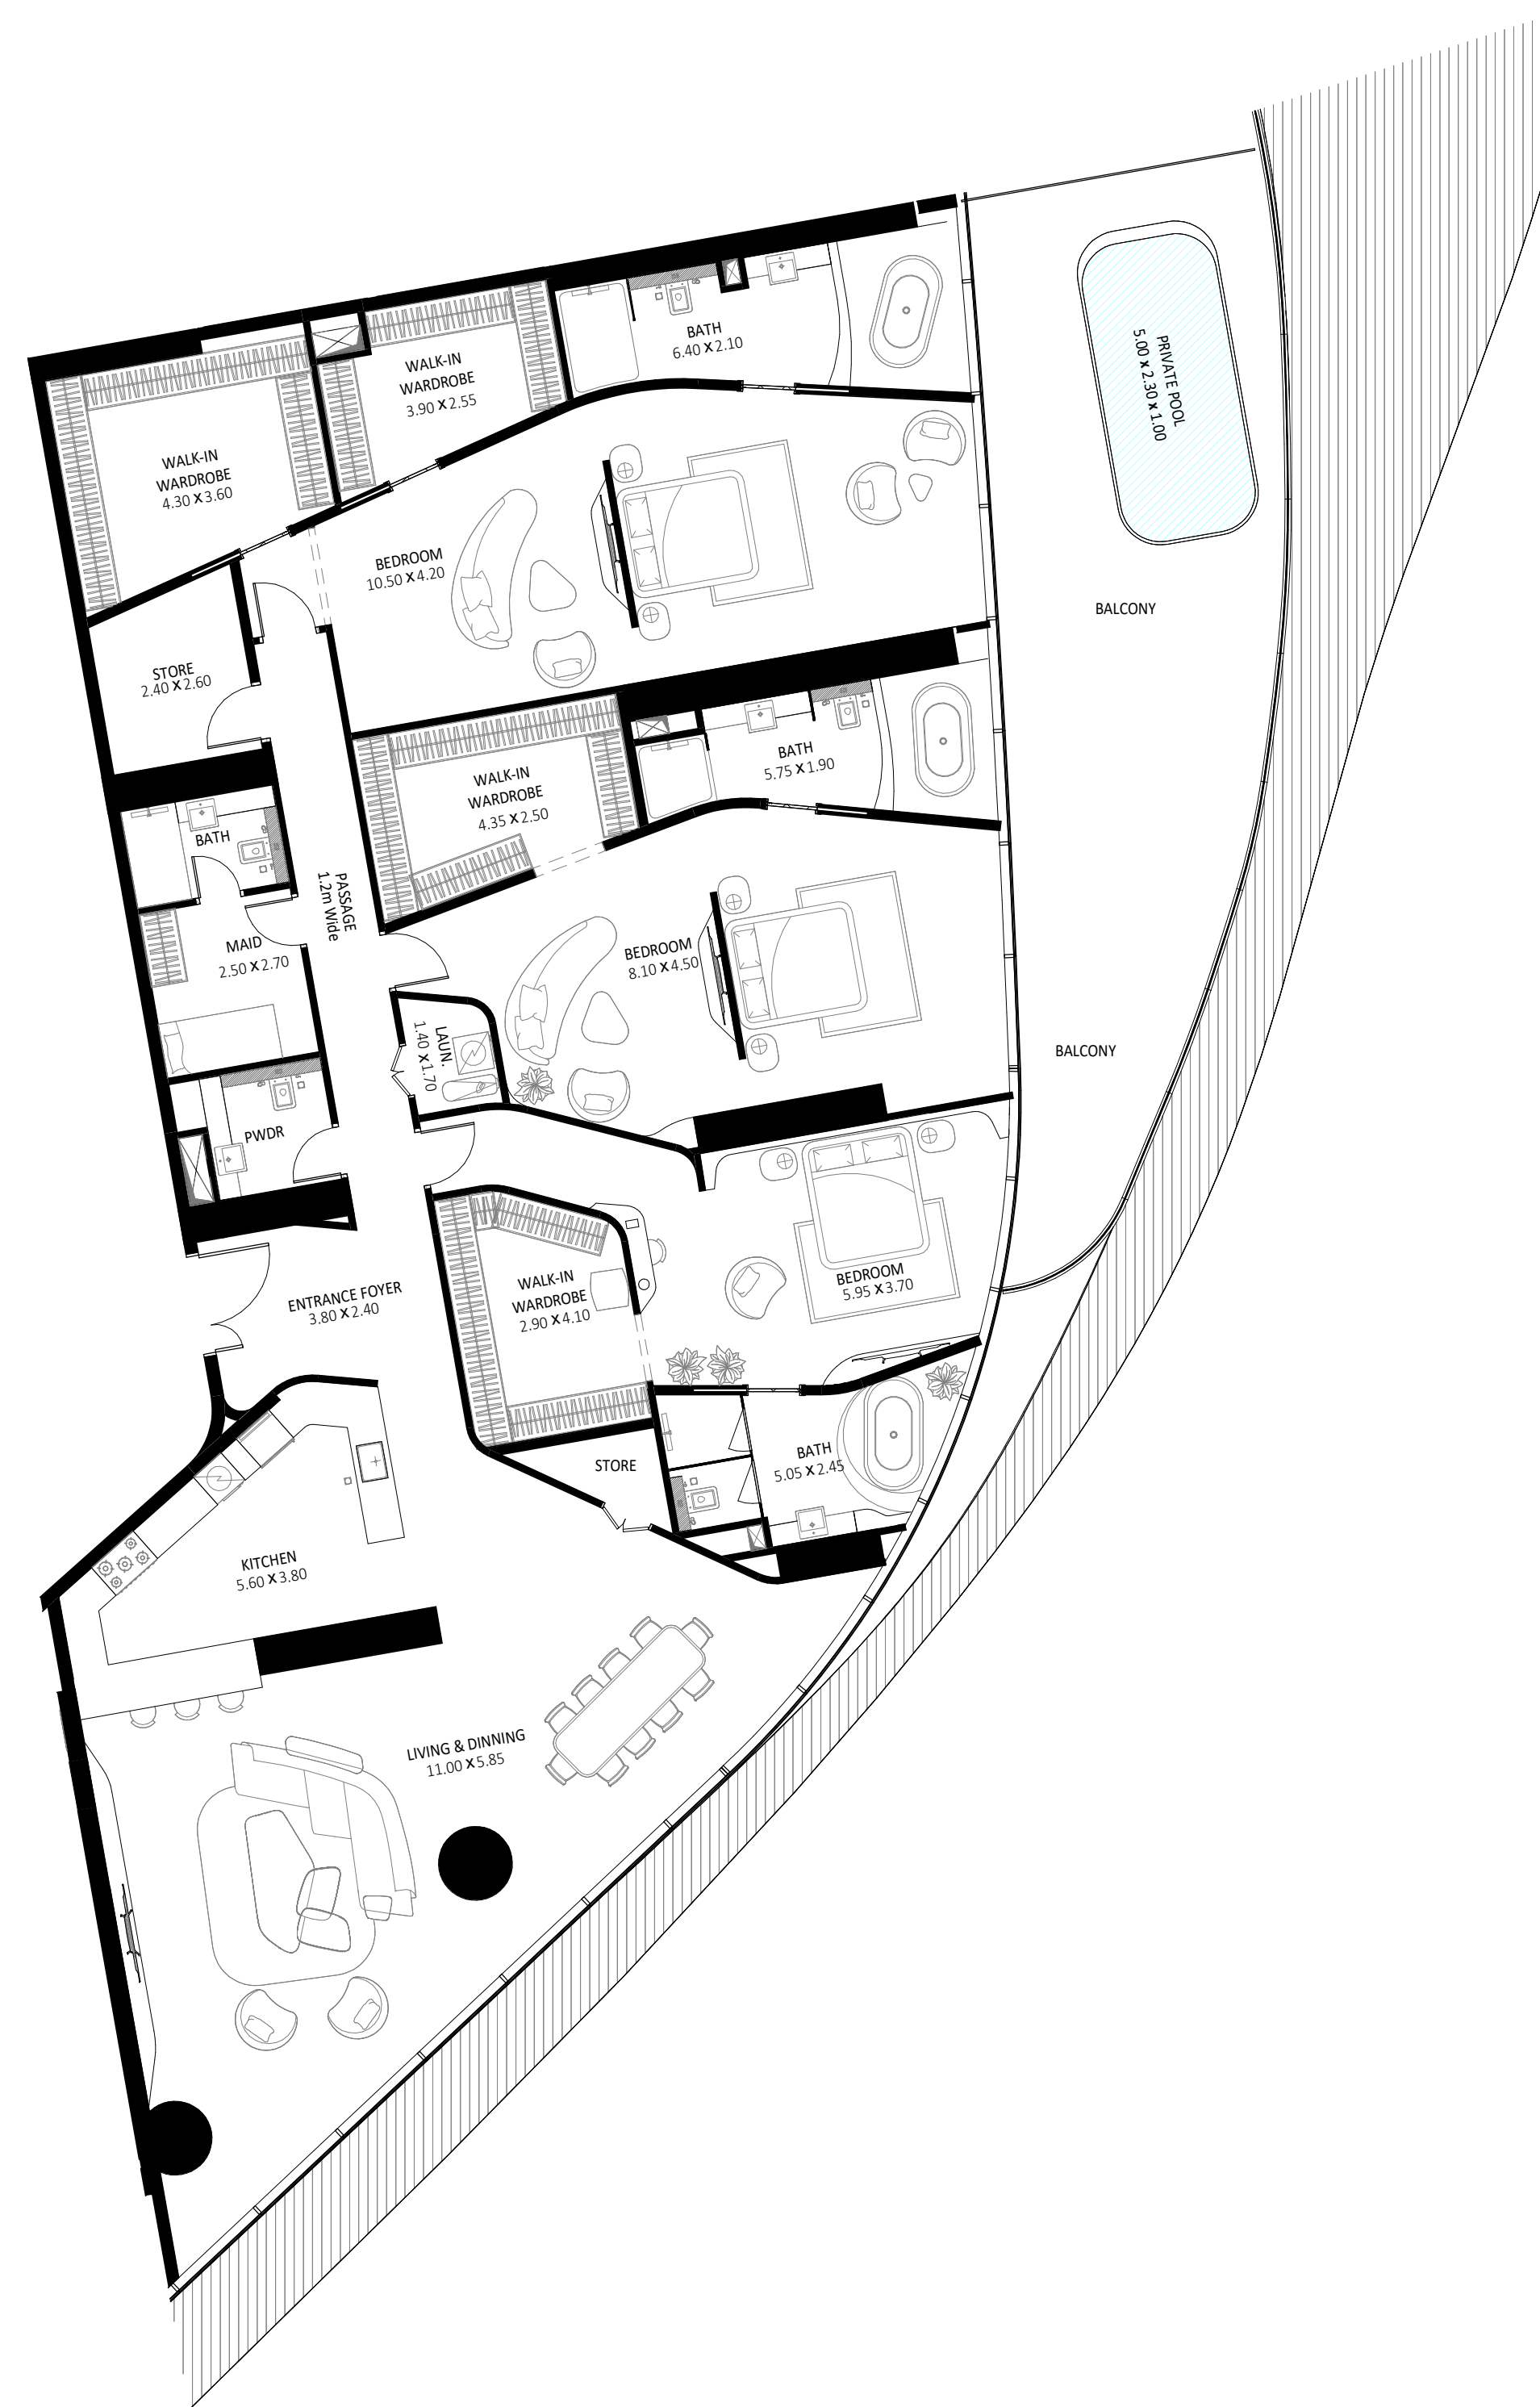 BATH
6.40 X 2.10
WALK-IN
WARDROBE
3.90 X 2.55
PRIVATE POOL
5.00 x 2.30 x 1.00
WALK-IN
WARDROBE
4.30 X 3.60
BEDROOM
10.50 X 4.20
BALCONY
STORE
2.40 X 2.60
BATH
5.75 X 1.90
WALK-IN
WARDROBE
4.35 X 2.50
BATH
PASSAGE
1.2m Wide
MAID
2.50 X 2.70
BEDROOM
8.10 X 4.50
LAUN.
1.40 X 1.70
BALCONY
PWDR
BEDROOM
5.95 X 3.70
WALK-IN
WARDROBE
2.90 X 4.10
ENTRANCE FOYER
3.80 X 2.40
BATH
5.05 X 2.45
STORE
KITCHEN
5.60 X 3.80
LIVING & DINNING
11.00 X 5.85